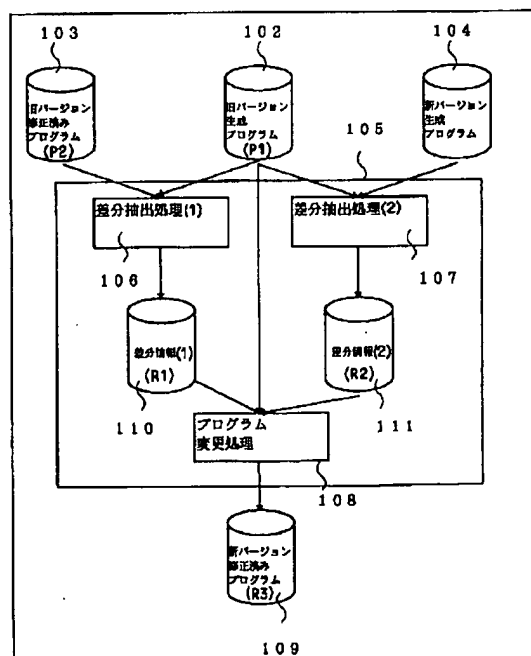 103
102
104
旧バージョン
修正済み
プログラム
(P2)
旧バージョン
生成
プログラム
(P1)
新バージョン
生成
プログラム
105
差分抽出処理(1)
差分抽出処理(2)
106
107
差分情報(1)
(R1)
差分情報(2)
(R2)
110
プログラム
変更処理
111
108
新バージョン
修正済み
プログラム
(R3)
109